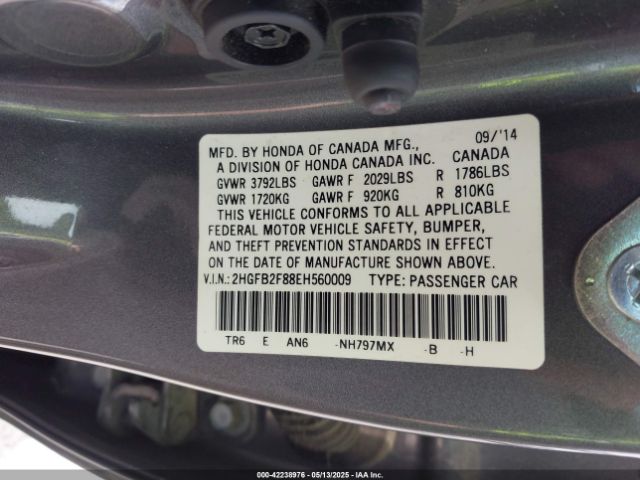 09/'14
MFD. BY HONDA OF CANADA MFG.,
A DIVISION OF HONDA CANADA INC. CANADA
GVWR 3792LBS GAWR F 2029LBS R 1786LBS
GVWR 1720KG GAWR F 920KG R 810KG
THIS VEHICLE CONFORMS TO ALL APPLICABLE
FEDERAL MOTOR VEHICLE SAFETY, BUMPER,
AND THEFT PREVENTION STANDARDS IN EFFECT
ON THE DATE OF MANUFACTURE SHOWN ABOVE.
V.I.N.: 2HGFB2F88EH560009 TYPE: PASSENGER CAR
TR6 E AN6 -NH797MX -B -H
000-42238976 - 05/13/2025 - IAA Inc.